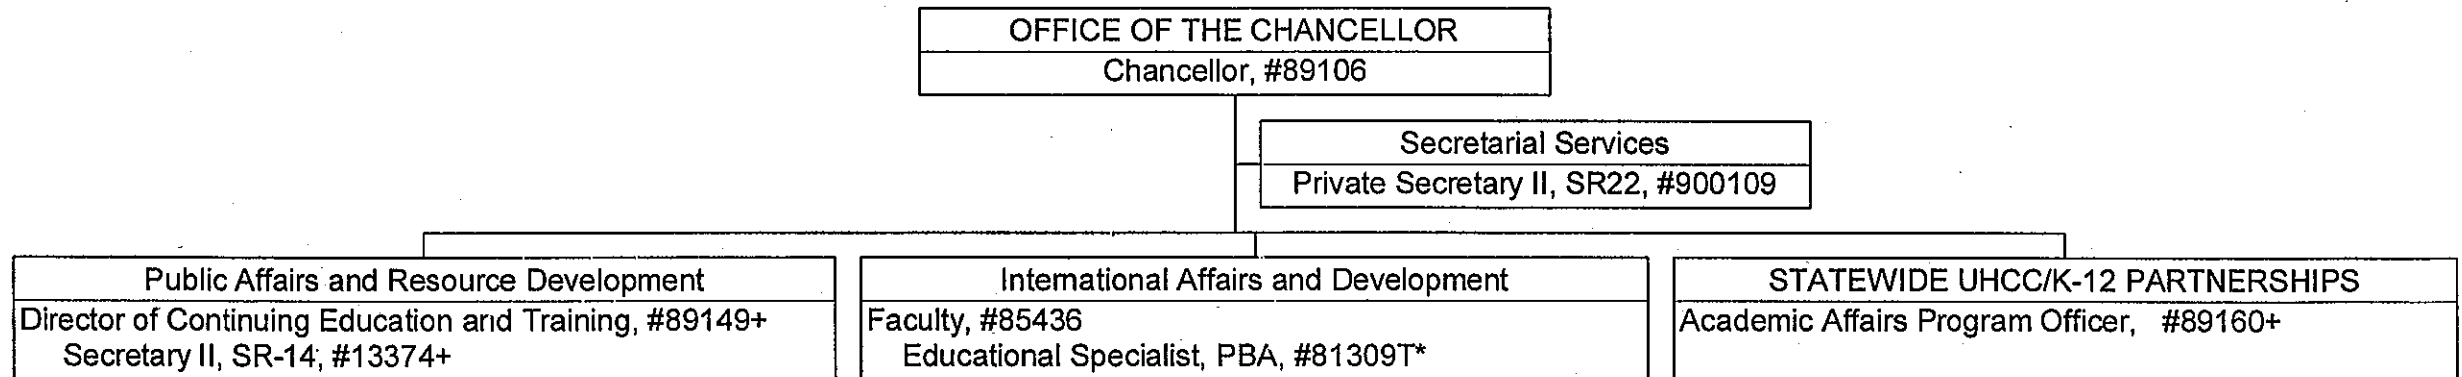 OFFICE OF THE CHANCELLOR
Chancellor, #89106
Secretarial Services
Private Secretary II, SR22, #900109
Public Affairs and Resource Development
Director of Continuing Education and Training, #89149+
Secretary II, SR-14, #13374+
International Affairs and Development
Faculty, #85436
Educational Specialist, PBA, #81309T*
STATEWIDE UHCC/K-12 PARTNERSHIPS
Academic Affairs Program Officer, #89160+